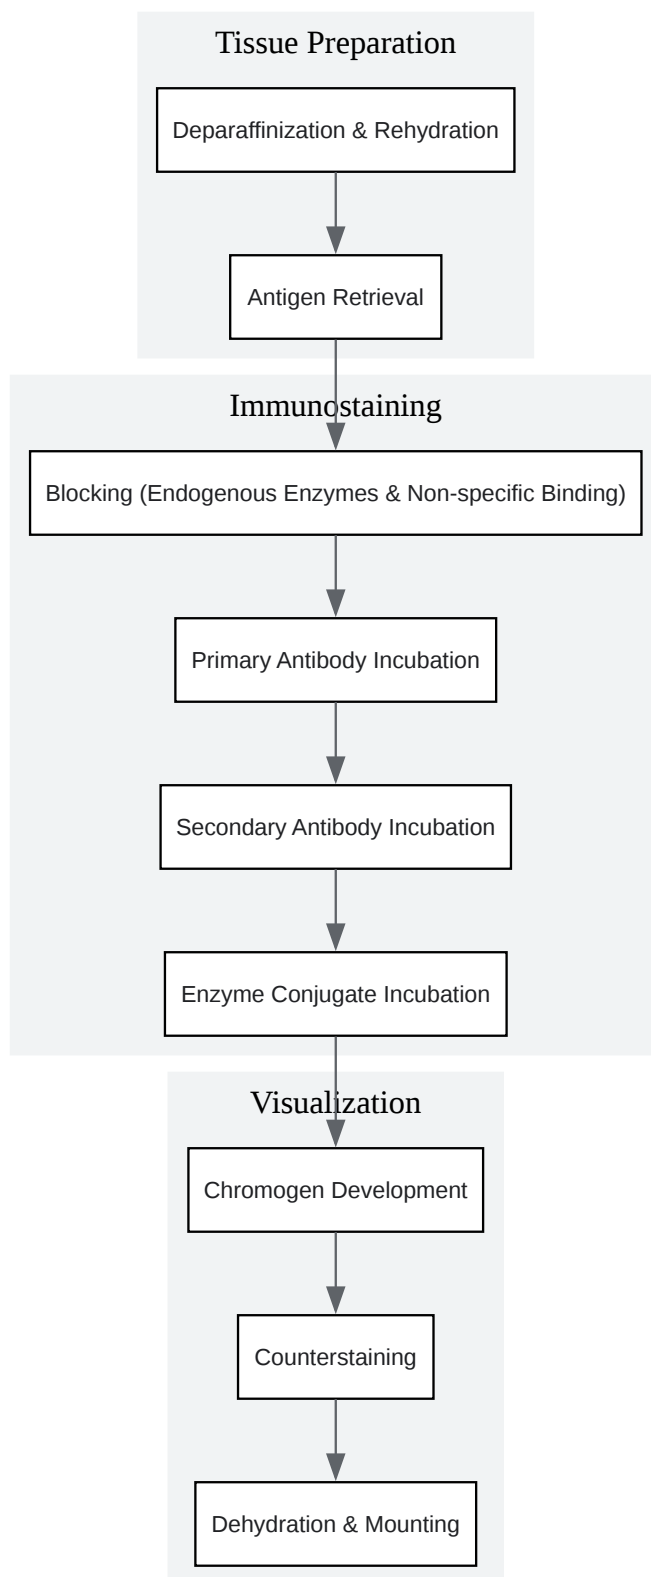 Tissue Preparation
Deparaffinization & Rehydration
Antigen Retrieval
Immunostaining
Blocking (Endogenous Enzymes & Non-specific Binding)
Primary Antibody Incubation
Secondary Antibody Incubation
Enzyme Conjugate Incubation
Visualization
Chromogen Development
Counterstaining
Dehydration & Mounting